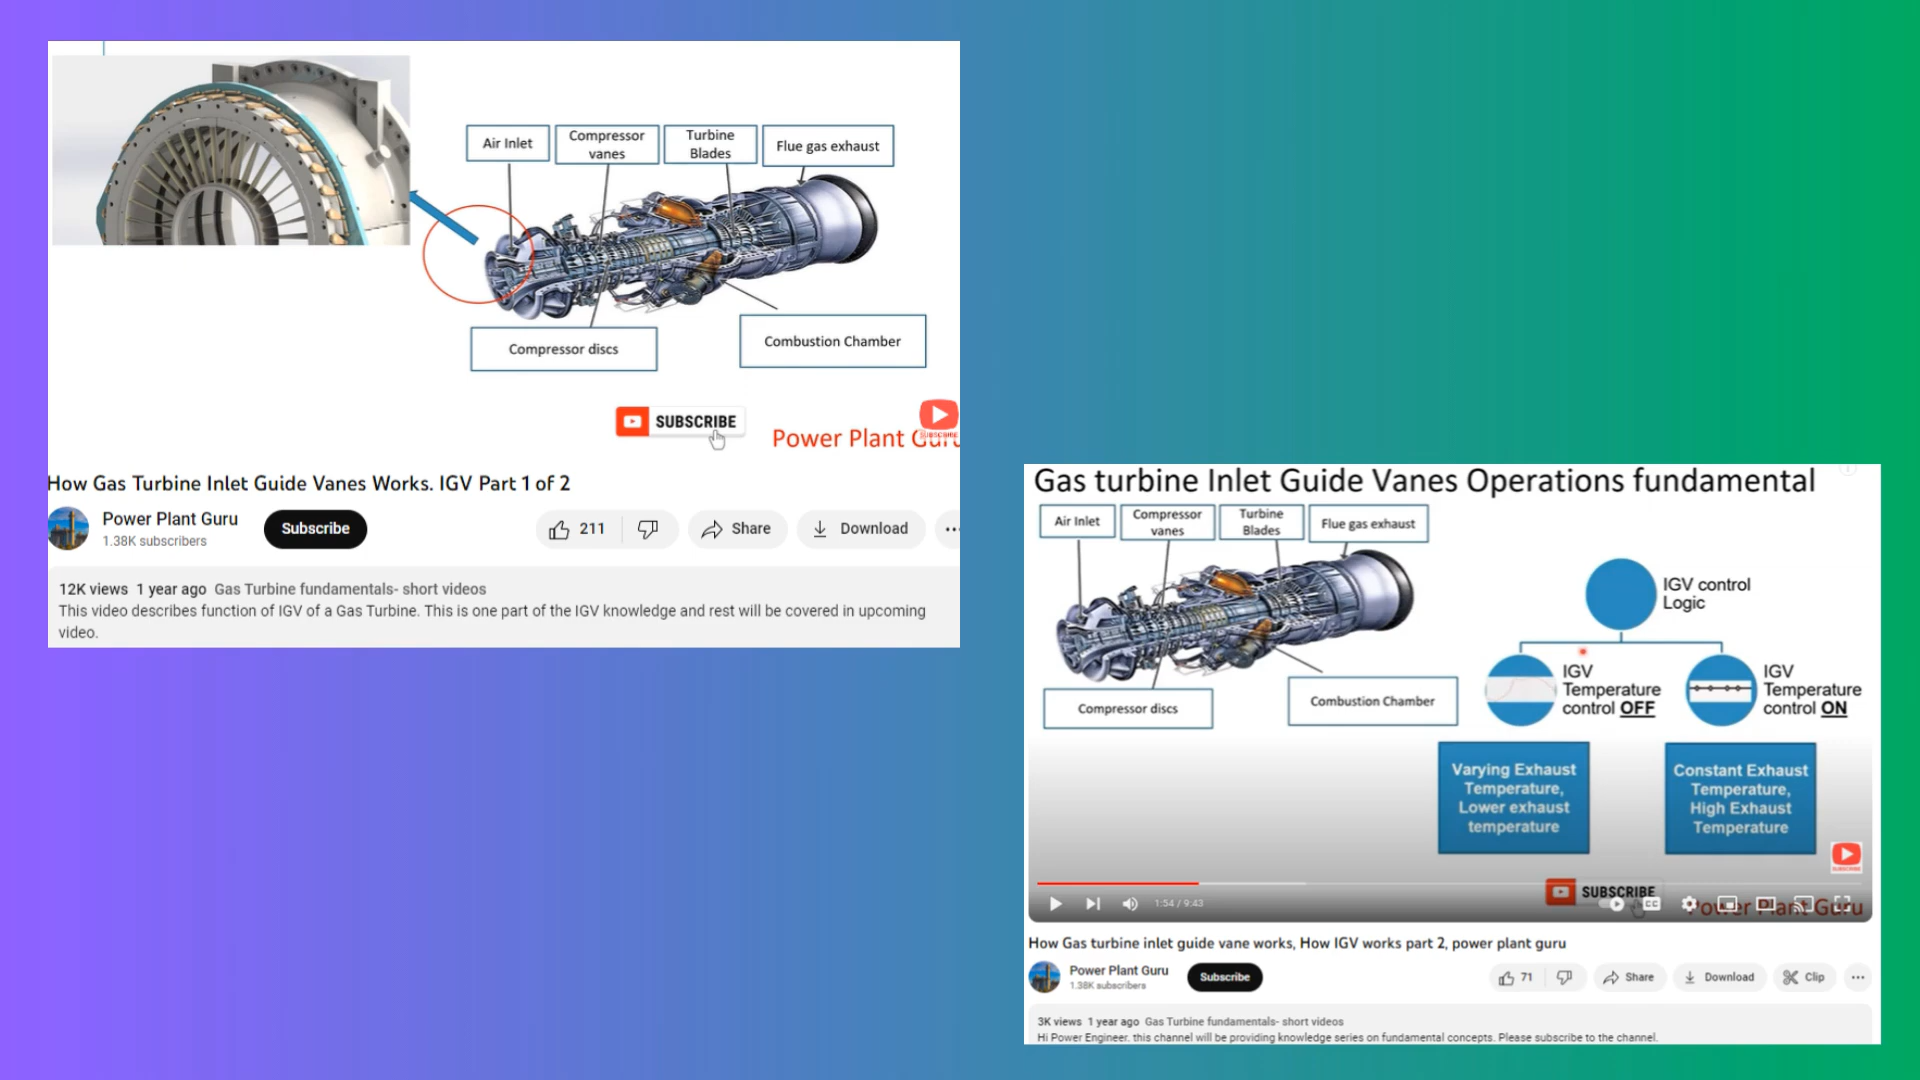 Air Inlet
Compressor
vanes
Turbine
Blades
Flue gas exhaust
Compressor discs
Combustion Chamber
SUBSCRIBE
SUBSCRIBE
Power Plant Guru
How Gas Turbine Inlet Guide Vanes Works. IGV Part 1 of 2
Power Plant Guru
1.38K subscribers
Subscribe
211
Share
Download
12K views 1 year ago Gas Turbine fundamentals- short videos
This video describes function of IGV of a Gas Turbine. This is one part of the IGV knowledge and rest will be covered in upcoming
video.
Gas turbine Inlet Guide Vanes Operations fundamental
Air Inlet
Compressor
vanes
Turbine
Blades
Flue gas exhaust
Compressor discs
Combustion Chamber
IGV control
Logic
IGV
Temperature
control OFF
IGV
Temperature
control ON
Varying Exhaust
Temperature,
Lower exhaust
temperature
Constant Exhaust
Temperature,
High Exhaust
Temperature
SUBSCRIBE
SUBSCRIBE
Power Plant Guru
1:54 / 9:43
CC
How Gas turbine inlet guide vane works, How IGV works part 2, power plant guru
Power Plant Guru
1.38K subscribers
Subscribe
71
Share
Download
Clip
3K views 1 year ago Gas Turbine fundamentals- short videos
Hi Power Engineer. this channel will be providing knowledge series on fundamental concepts. Please subscribe to the channel.